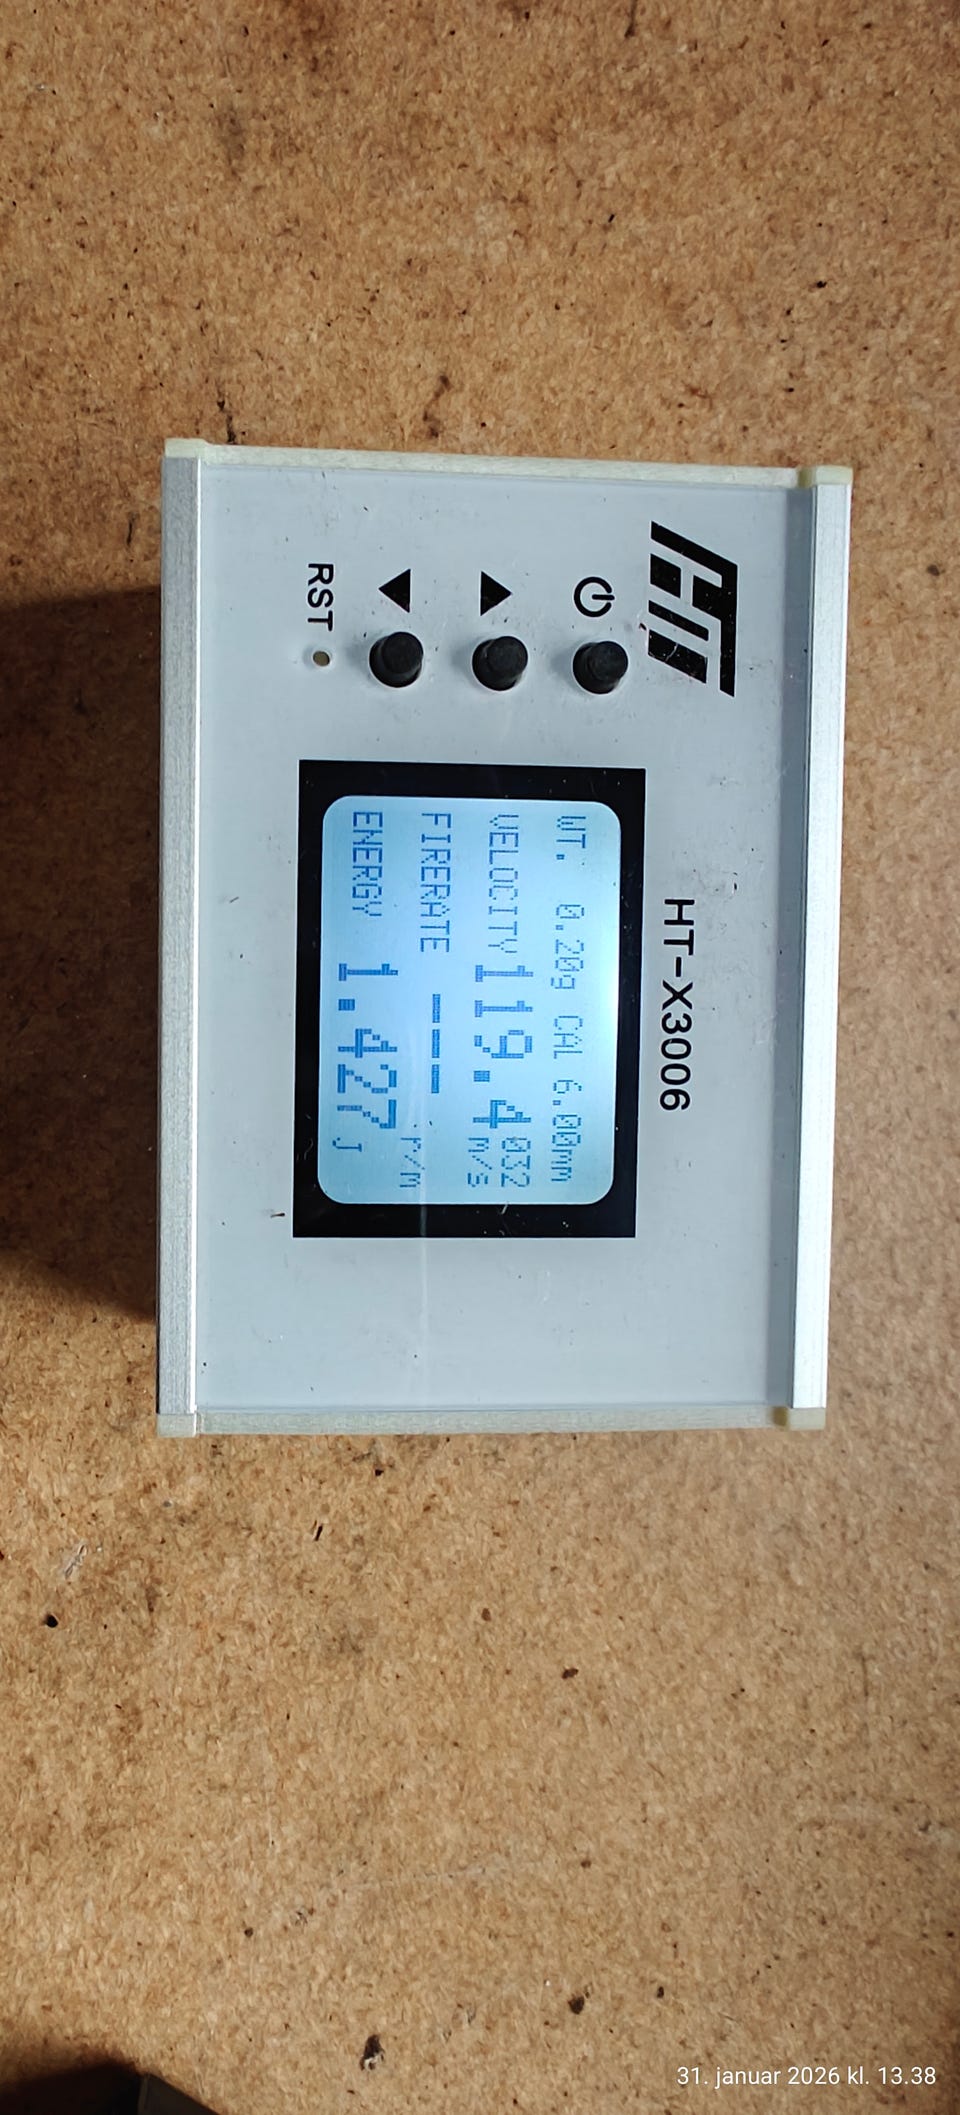 HT
HT-X3006
RST
WT. 0.20g CAL 6.00mm
VELOCITY 119.4 032 m/s
FIRERATE --- r/m
ENERGY 1.427 J
31. januar 2026 kl. 13.38